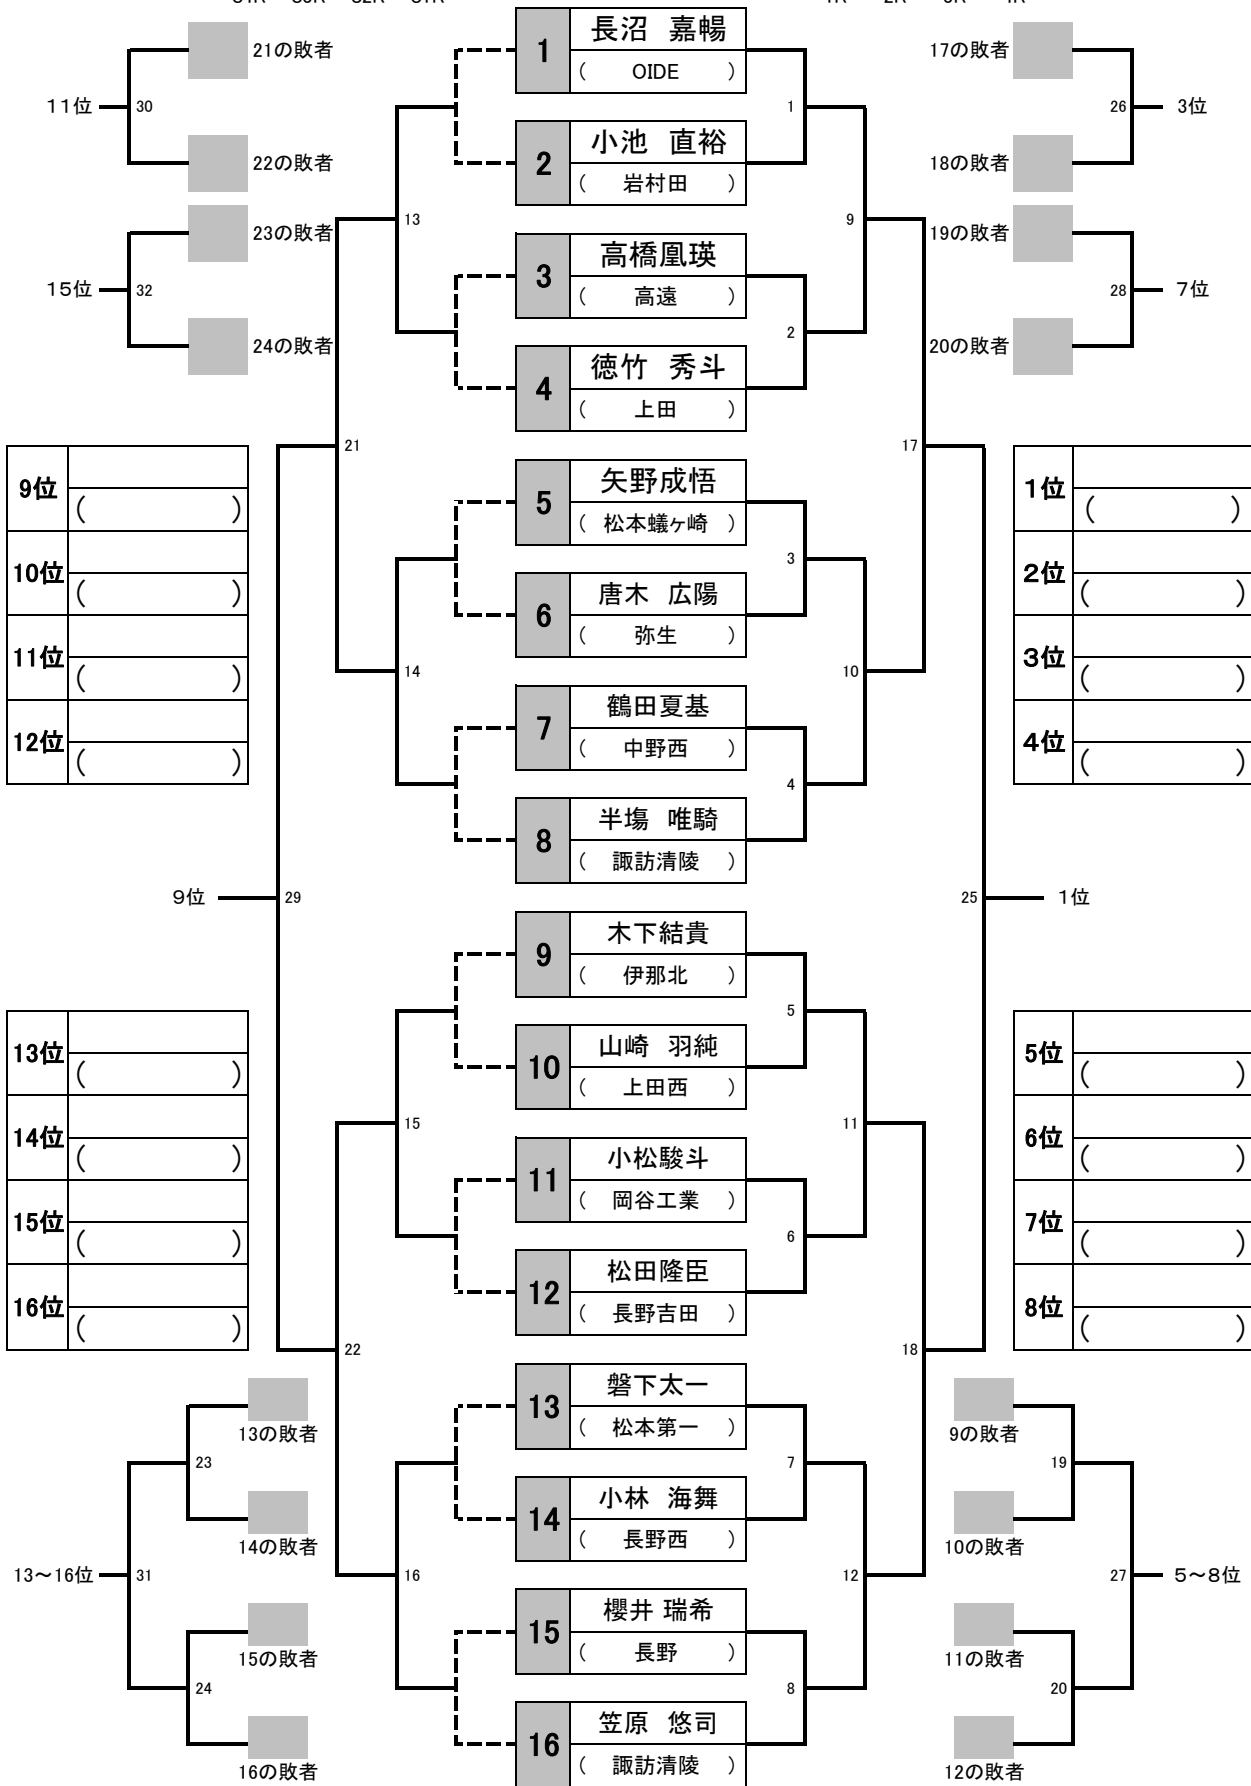 21の敗者
11位
30
22の敗者
23の敗者
15位
32
24の敗者
1
長沼 嘉暢
( OIDE )
2
小池 直裕
( 岩村田 )
3
高橋凰瑛
( 高遠 )
4
徳竹 秀斗
( 上田 )
5
矢野成悟
( 松本蟻ヶ崎 )
6
唐木 広陽
( 弥生 )
7
鶴田夏基
( 中野西 )
8
半塲 唯騎
( 諏訪清陵 )
9
木下結貴
( 伊那北 )
10
山崎 羽純
( 上田西 )
11
小松駿斗
( 岡谷工業 )
12
松田隆臣
( 長野吉田 )
13
磐下太一
( 松本第一 )
14
小林 海舞
( 長野西 )
15
櫻井 瑞希
( 長野 )
16
笠原 悠司
( 諏訪清陵 )
17の敗者
26
3位
18の敗者
19の敗者
28
7位
20の敗者
1
2
3
4
5
6
7
8
9
10
11
12
13
14
15
16
17
18
21
22
25
1位
29
9位
9位
( )
10位
( )
11位
( )
12位
( )
1位
( )
2位
( )
3位
( )
4位
( )
13位
( )
14位
( )
15位
( )
16位
( )
5位
( )
6位
( )
7位
( )
8位
( )
13の敗者
23
14の敗者
13～16位
31
15の敗者
24
16の敗者
9の敗者
19
10の敗者
27
5～8位
11の敗者
20
12の敗者